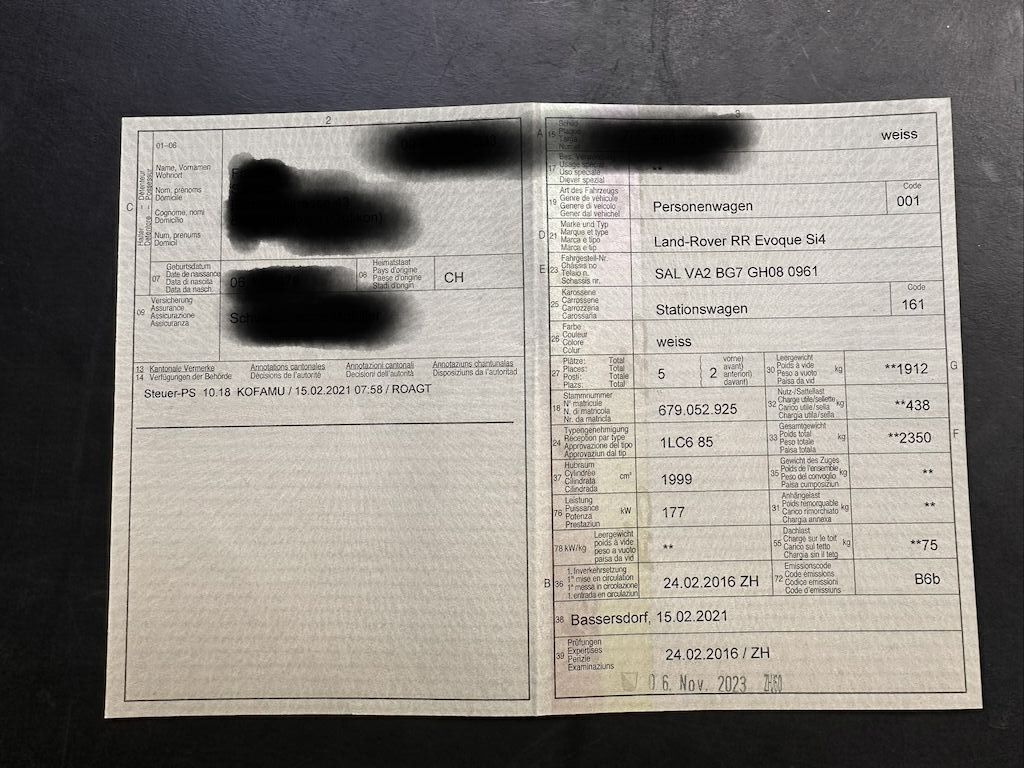 2
01–06
Name, Vornamen
Wohnort
Nom, prénoms
Domicile
Cognome, nomi
Domicilio
Num, prenums
Domicil
C
Halter – Détenteur
Détentore – Possessur
07
Geburtsdatum
Date de naissance
Data di nascita
Data da nasch.
08
Heimatstaat
Pays d'origine
Paese d'origine
Stadi d'origin
CH
09
Versicherung
Assurance
Assicurazione
Assicuranza
13 Kantonale Vermerke Annotations cantonales Annotazioni cantonali Annotaziuns chantunalas
14 Verfügungen der Behörde Décisions de l'autorité Decisioni dell'autorità Disposiziuns da l'autoritad
Steuer-PS 10.18 KOFAMU / 15.02.2021 07:58 / ROAGT
3
A 15
Schild
Plaque
Targa
weiss
17
Uso speciale
Diever spezial
**
19
Art des Fahrzeugs
Genre de véhicule
Genere di veicolo
Gener dal vehichel
Personenwagen
Code
001
D 21
Marke und Typ
Marque et type
Marca e tipo
Marca e tip
Land-Rover RR Evoque Si4
E 23
Fahrgestell-Nr.
Châssis no
Telaio n.
Schassis nr.
SAL VA2 BG7 GH08 0961
25
Karosserie
Carrosserie
Carrozzeria
Carossaria
Stationswagen
Code
161
26
Farbe
Couleur
Colore
Colur
weiss
27
Plätze: Total
Places: Total
Posti: Totale
Plazs: Total
5
2
vorne)
avant)
anteriori)
davant)
30
Leergewicht
Poids à vide
Peso a vuoto
Paisa da vid
kg
**1912
G
18
Stammnummer
N° matricule
N. di matricola
Nr. da matricla
679.052.925
32
Nutz-/Sattellast
Charge utile/sellette
Carico utile/sella
Chargia utila/sella
kg
**438
24
Typengenehmigung
Réception par type
Approvazione del tipo
Approvaziun dal tip
1LC6 85
33
Gesamtgewicht
Poids total
Peso totale
Paisa totala
kg
**2350
F
37
Hubraum
Cylindrée
Cilindrata
Cilindrada
cm³
1999
35
Gewicht des Zuges
Poids de l'ensemble
Peso del convoglio
Paisa cumposiziun
kg
**
76
Leistung
Puissance
Potenza
Prestaziun
kW
177
31
Anhängelast
Poids remorquable
Carico rimorchiato
Chargia annexa
kg
**
78 kW/kg
Leergewicht
poids à vide
peso a vuoto
paisa da vid
**
55
Dachlast
Charge sur le toit
Carico sul tetto
Chargia sin il tetg
kg
**75
B 36
1. Inverkehrsetzung
1re mise en circulation
1a messa in circolazione
1. entrada en circulaziun
24.02.2016 ZH
72
Emissionscode
Code émissions
Codice emissioni
Code d'emissiuns
B6b
38
Bassersdorf, 15.02.2021
39
Prüfungen
Expertises
Perizie
Examinaziuns
24.02.2016 / ZH
0 6. Nov. 2023 ZH60